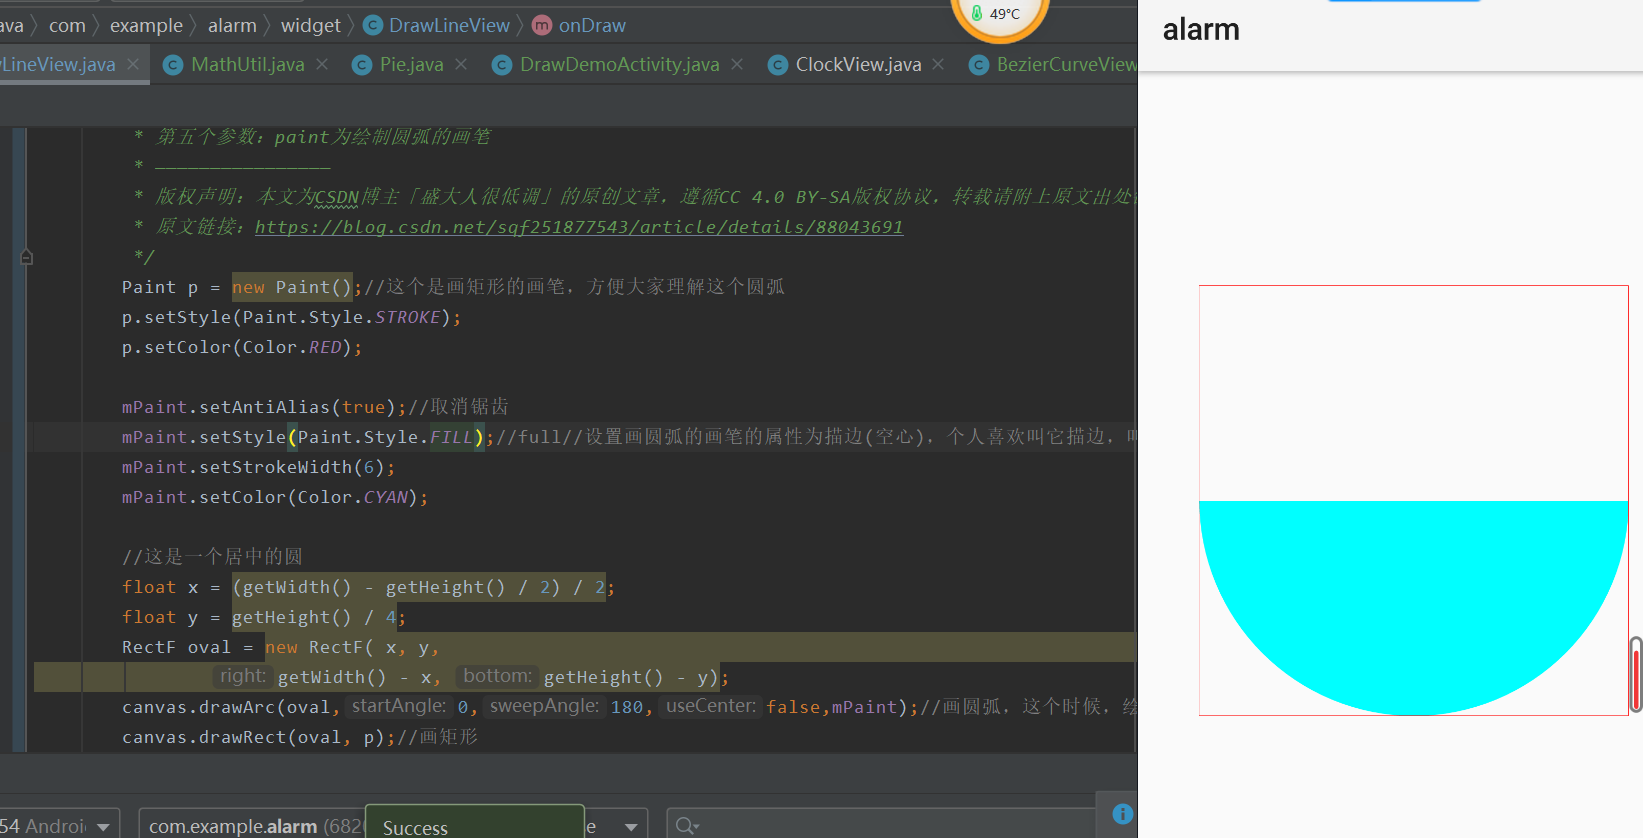 ava 〉 com 〉 example 〉 alarm 〉 widget 〉 C DrawLineView 〉 m onDraw
49°C
alarm
LineView.java × C MathUtil.java × C Pie.java × C DrawDemoActivity.java × C ClockView.java × C BezierCurveView
* 第五个参数：paint为绘制圆弧的画笔
* ————————————————
* 版权声明：本文为CSDN博主「盛大人很低调」的原创文章，遵循CC 4.0 BY-SA版权协议，转载请附上原文出处
* 原文链接：https://blog.csdn.net/sqf251877543/article/details/88043691
*/
Paint p = new Paint();//这个是画矩形的画笔，方便大家理解这个圆弧
p.setStyle(Paint.Style.STROKE);
p.setColor(Color.RED);
mPaint.setAntiAlias(true);//取消锯齿
mPaint.setStyle(Paint.Style.FILL);//full//设置画圆弧的画笔的属性为描边(空心)，个人喜欢叫它描边，
mPaint.setStrokeWidth(6);
mPaint.setColor(Color.CYAN);
//这是一个居中的圆
float x = (getWidth() - getHeight() / 2) / 2;
float y = getHeight() / 4;
RectF oval = new RectF( x, y,
right: getWidth() - x, bottom: getHeight() - y);
canvas.drawArc(oval, startAngle: 0, sweepAngle: 180, useCenter: false,mPaint);//画圆弧，这个时候，绘
canvas.drawRect(oval, p);//画矩形
54 Androi
com.example.alarm (682
Success
e